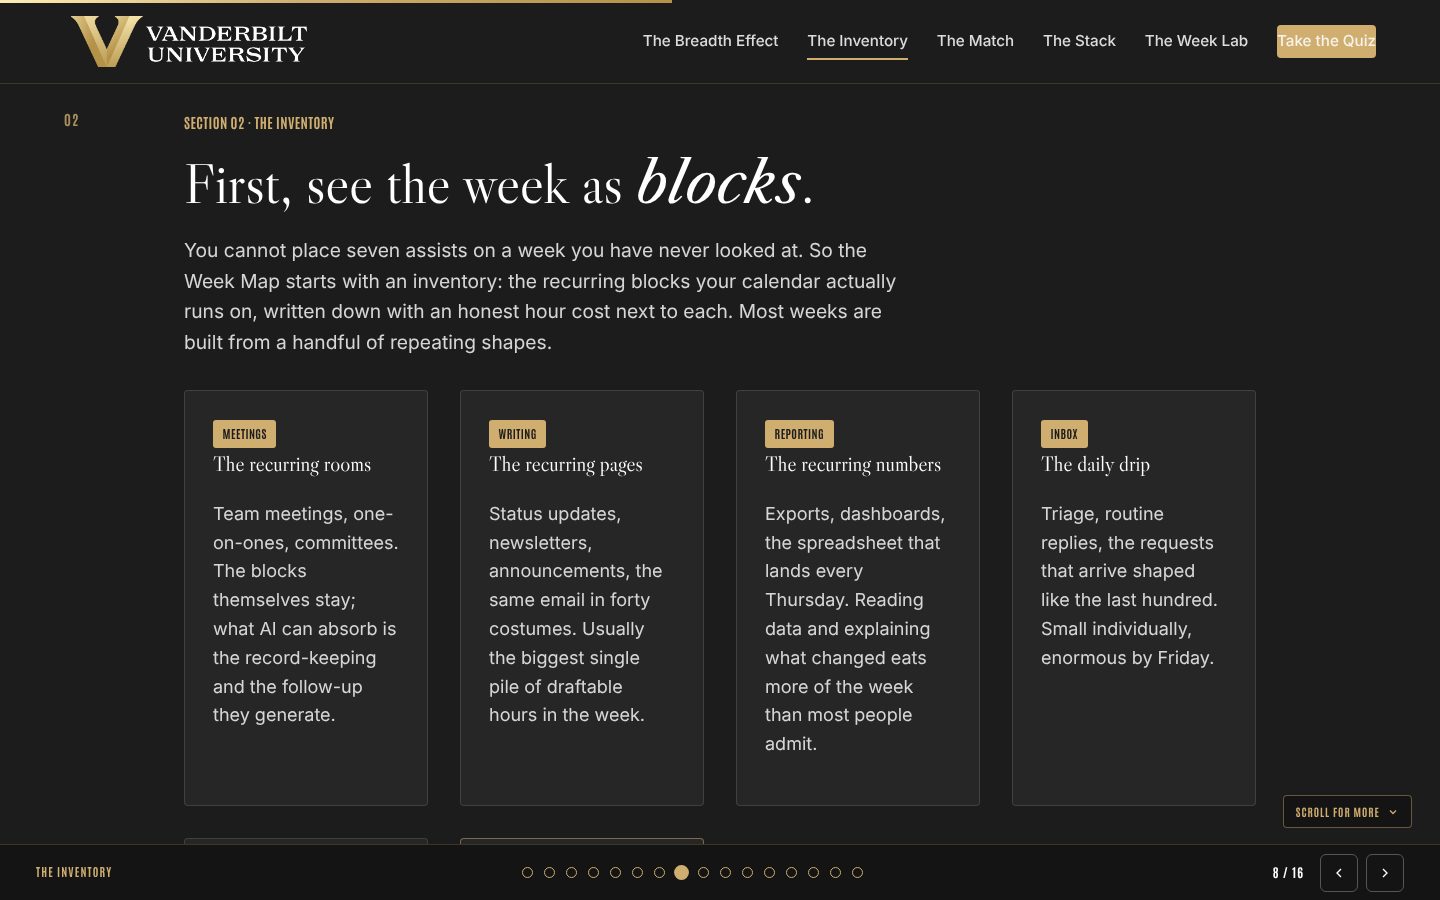 VANDERBILT
UNIVERSITY
The Breadth Effect
The Inventory
The Match
The Stack
The Week Lab
Take the Quiz
02
SECTION 02 · THE INVENTORY
First, see the week as blocks.
You cannot place seven assists on a week you have never looked at. So the
Week Map starts with an inventory: the recurring blocks your calendar actually
runs on, written down with an honest hour cost next to each. Most weeks are
built from a handful of repeating shapes.
MEETINGS
The recurring rooms
Team meetings, one-
on-ones, committees.
The blocks
themselves stay;
what AI can absorb is
the record-keeping
and the follow-up
they generate.
WRITING
The recurring pages
Status updates,
newsletters,
announcements, the
same email in forty
costumes. Usually
the biggest single
pile of draftable
hours in the week.
REPORTING
The recurring numbers
Exports, dashboards,
the spreadsheet that
lands every
Thursday. Reading
data and explaining
what changed eats
more of the week
than most people
admit.
INBOX
The daily drip
Triage, routine
replies, the requests
that arrive shaped
like the last hundred.
Small individually,
enormous by Friday.
SCROLL FOR MORE
THE INVENTORY
8 / 16